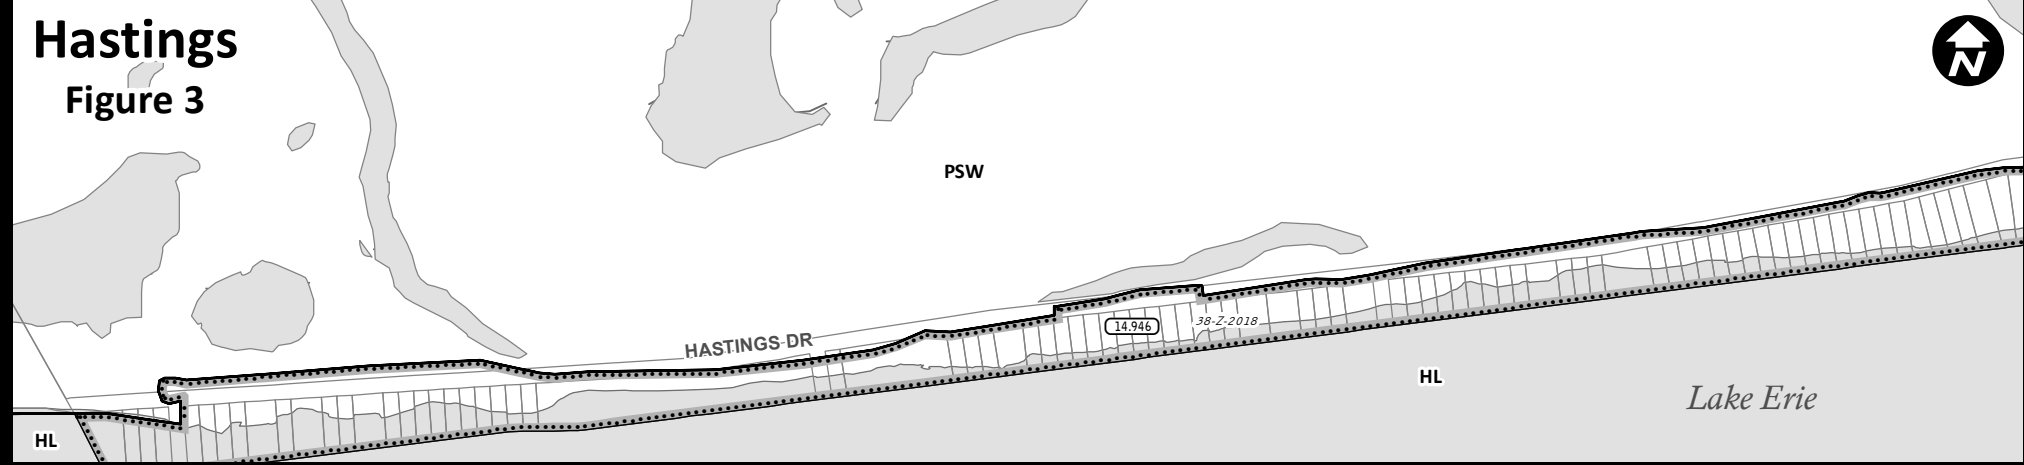 Hastings
Figure 3
N
PSW
HASTINGS DR
14.946
38-Z-2018
HL
Lake Erie
HL